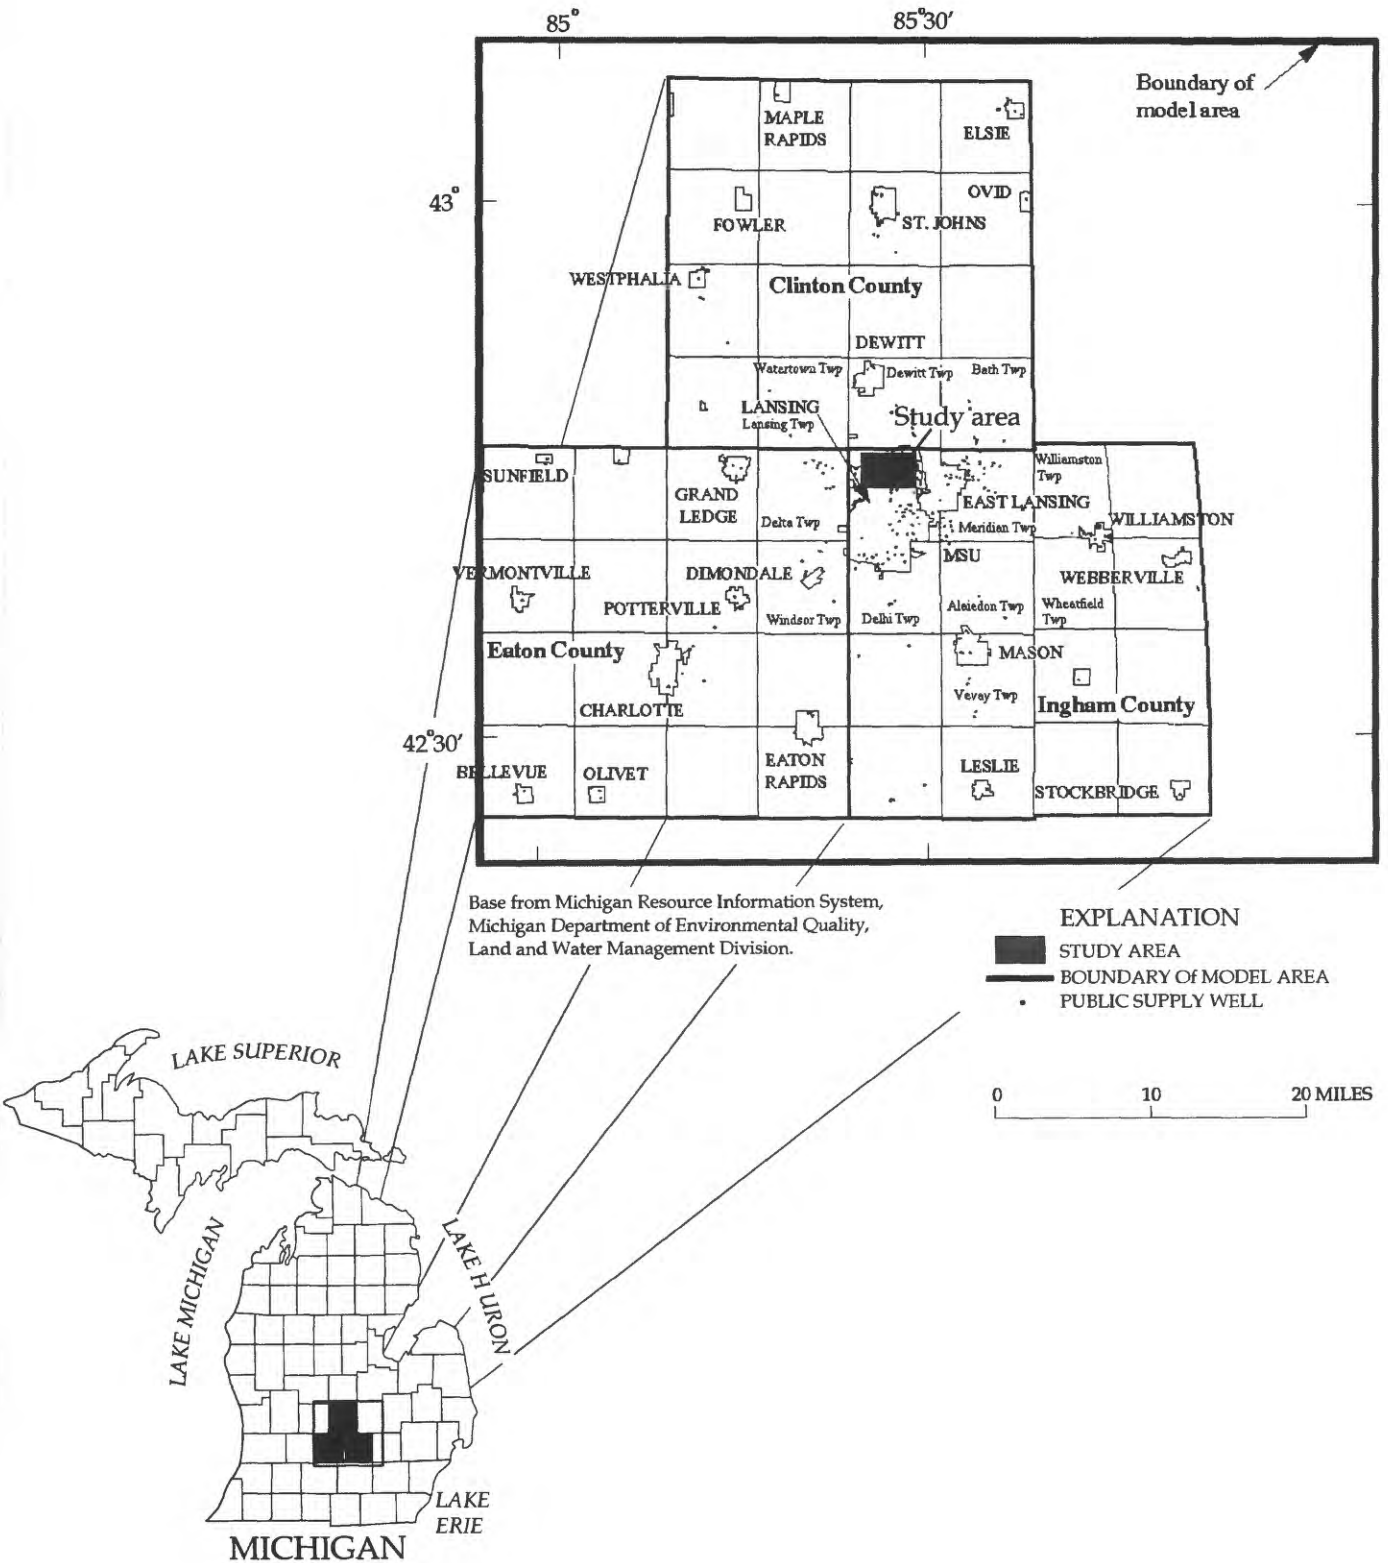 85°
85°30′
Boundary of
model area
MAPLE
RAPIDS
ELSIE
43°
OVID
FOWLER
ST. JOHNS
WESTPHALIA
Clinton County
DEWITT
Watertown Twp
Dewitt Twp
Bath Twp
LANSING
Lansing Twp
Study area
SUNFIELD
Williamston
Twp
GRAND
LEDGE
EAST LANSING
Delta Twp
Meridian Twp
WILLIAMSTON
MSU
VERMONTVILLE
DIMONDALE
WEBBERVILLE
POTTERVILLE
Windsor Twp
Delhi Twp
Alaiedon Twp
Wheatfield
Twp
Eaton County
MASON
CHARLOTTE
Vevay Twp
Ingham County
42°30′
BELLEVUE
OLIVET
EATON
RAPIDS
LESLIE
STOCKBRIDGE
Base from Michigan Resource Information System,
Michigan Department of Environmental Quality,
Land and Water Management Division.
EXPLANATION
STUDY AREA
BOUNDARY Of MODEL AREA
PUBLIC SUPPLY WELL
0 10 20 MILES
LAKE SUPERIOR
LAKE MICHIGAN
LAKE HURON
LAKE
ERIE
MICHIGAN